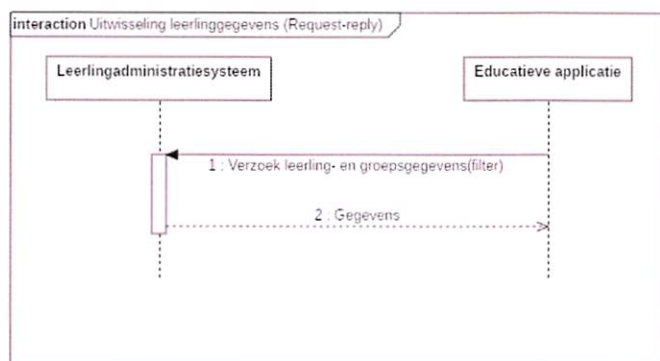 interaction Uitwisseling leerlinggegevens (Request-reply)
Leerlingadministratiesysteem
Educatieve applicatie
1 : Verzoek leerling- en groepsgegevens(filter)
2 : Gegevens